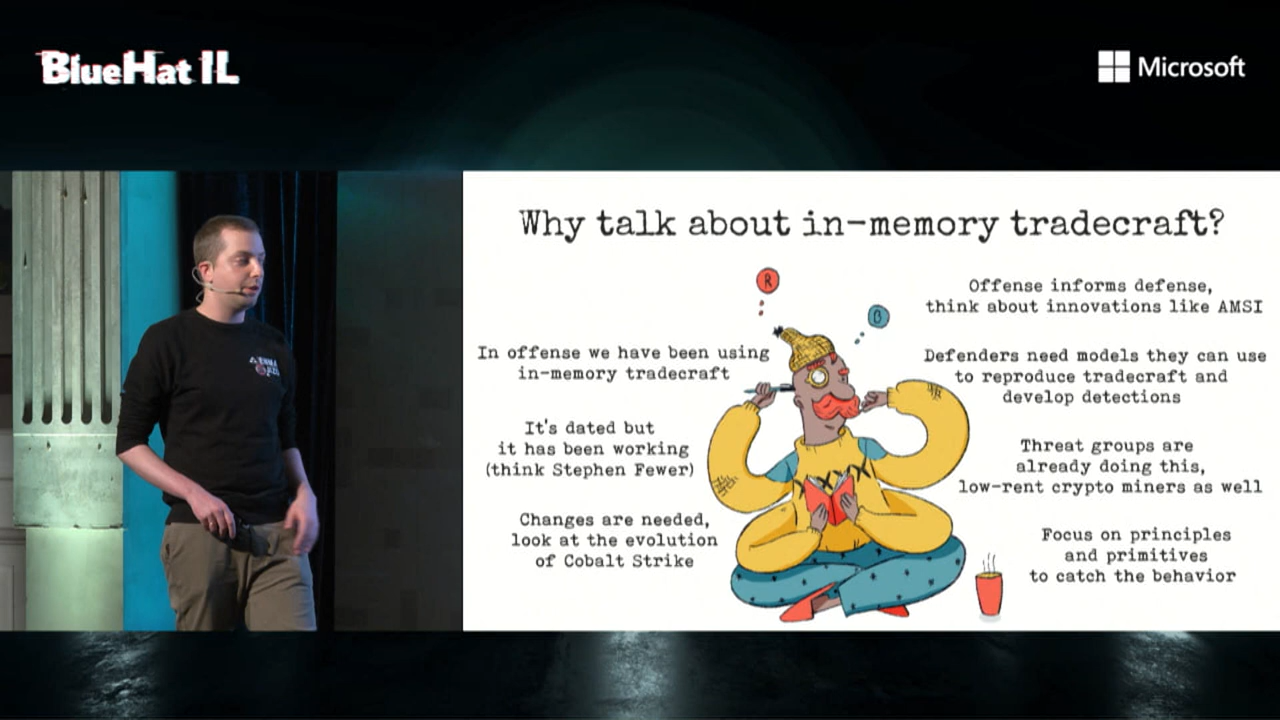 BlueHat IL
Microsoft
Why talk about in-memory tradecraft?
R
B
In offense we have been using
in-memory tradecraft
It's dated but
it has been working
(think Stephen Fewer)
Changes are needed,
look at the evolution
of Cobalt Strike
XXX
Offense informs defense,
think about innovations like AMSI
Defenders need models they can use
to reproduce tradecraft and
develop detections
Threat groups are
already doing this,
low-rent crypto miners as well
Focus on principles
and primitives
to catch the behavior